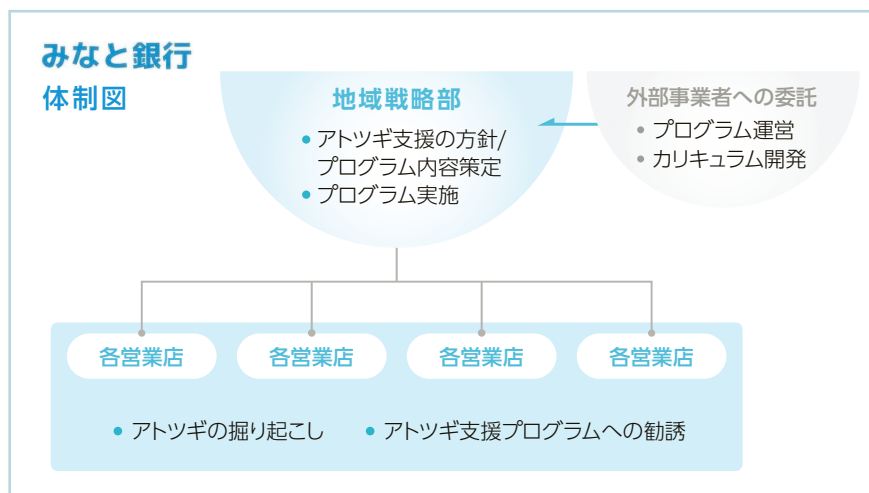 みなと銀行
体制図
地域戦略部
• アトツギ支援の方針/
プログラム内容策定
• プログラム実施
外部事業者への委託
• プログラム運営
• カリキュラム開発
各営業店
各営業店
各営業店
各営業店
• アトツギの掘り起こし
• アトツギ支援プログラムへの勧誘